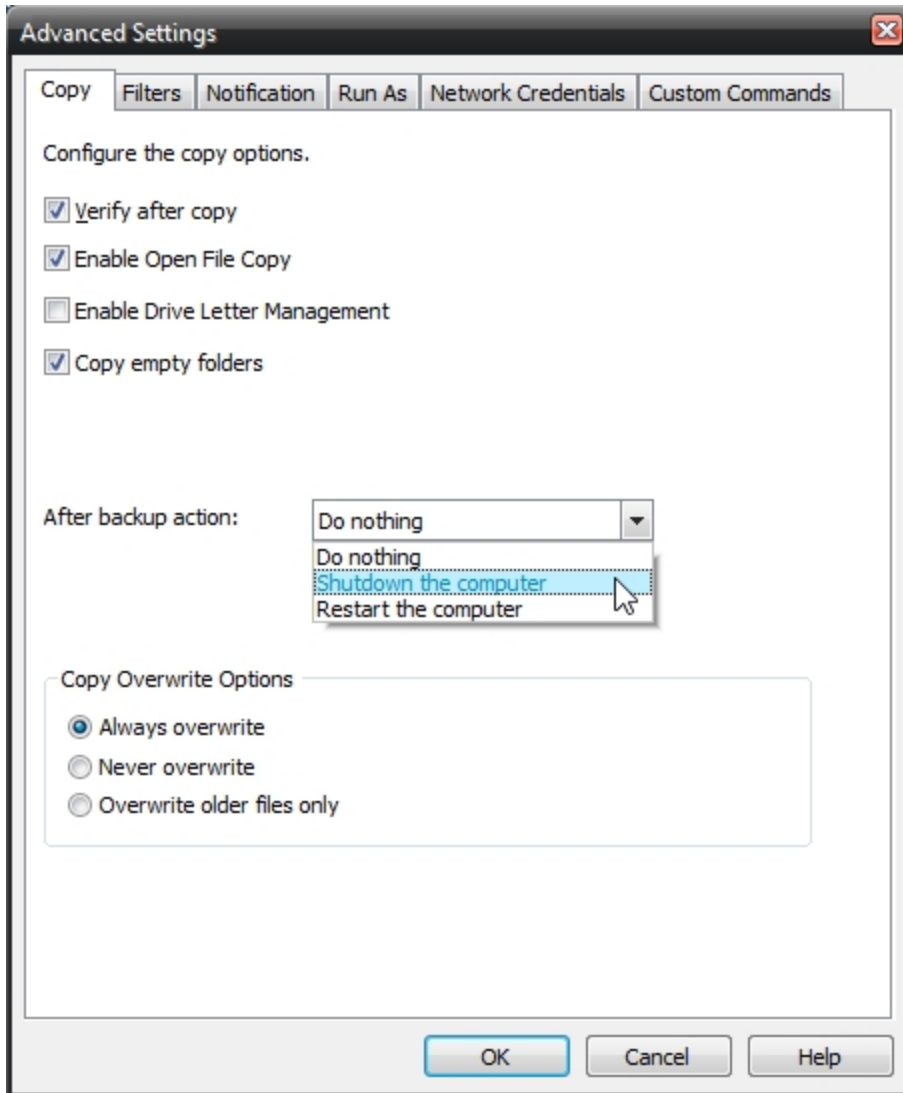 Advanced Settings
Copy Filters Notification Run As Network Credentials Custom Commands
Configure the copy options.
Verify after copy
Enable Open File Copy
Enable Drive Letter Management
Copy empty folders
After backup action: Do nothing
Do nothing
Shutdown the computer
Restart the computer
Copy Overwrite Options
Always overwrite
Never overwrite
Overwrite older files only
OK Cancel Help